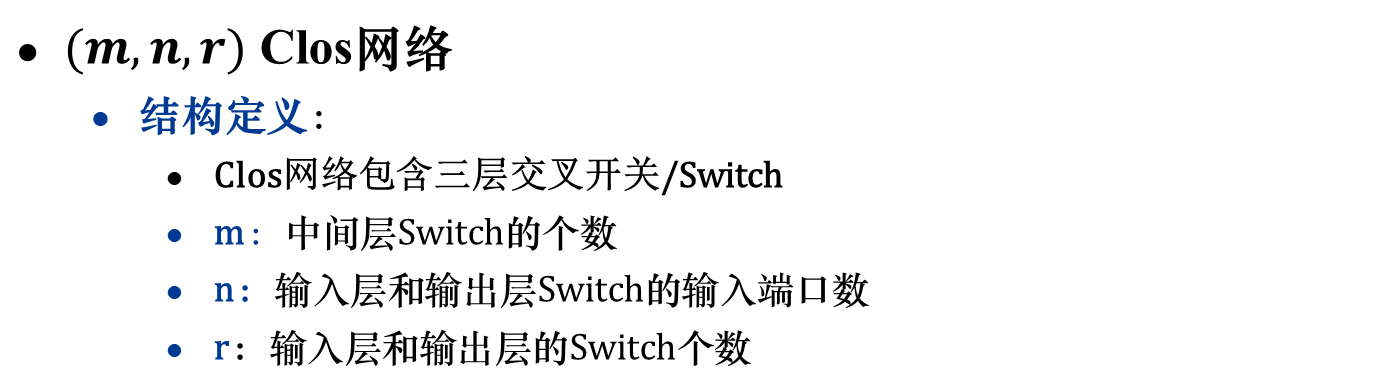 • (m, n, r) Clos网络
• 结构定义：
• Clos网络包含三层交叉开关/Switch
• m：中间层Switch的个数
• n：输入层和输出层Switch的输入端口数
• r：输入层和输出层的Switch个数